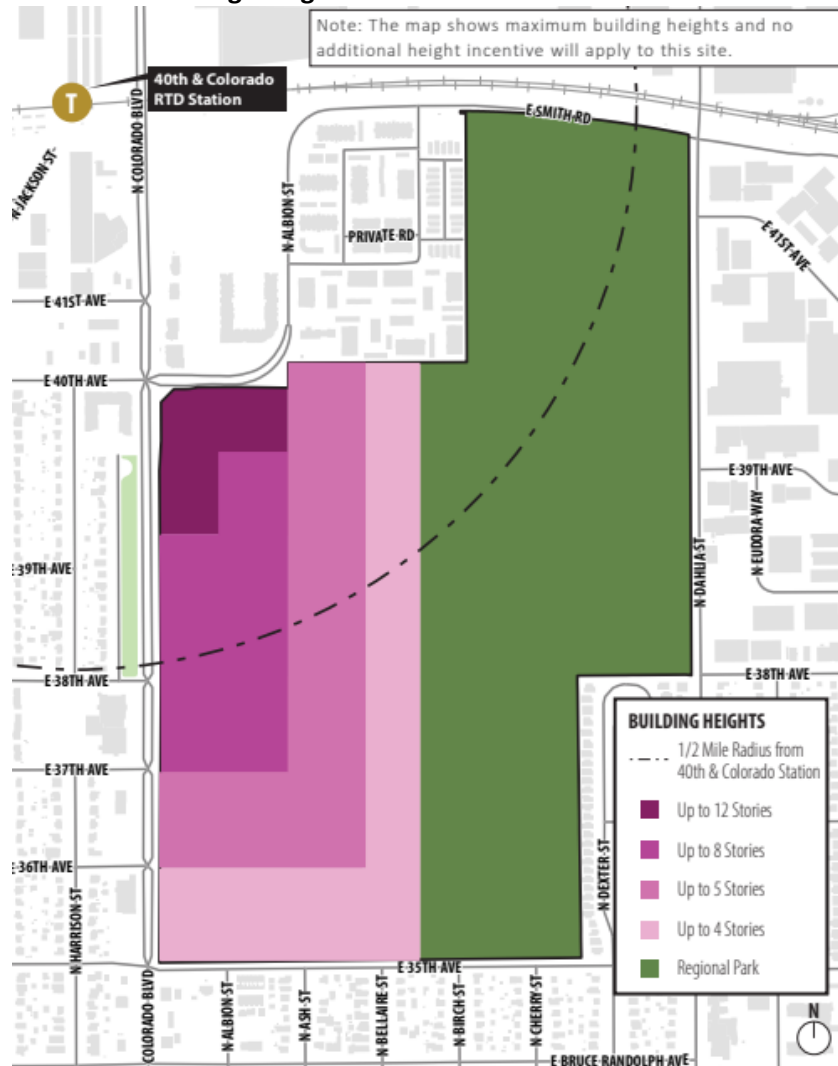 Note: The map shows maximum building heights and no
additional height incentive will apply to this site.
40th & Colorado
RTD Station
T
N COLORADO BLVD
E SMITH RD
N JACKSON ST
N ALBION ST
PRIVATE RD
E 41ST AVE
E 41ST AVE
E 40TH AVE
E 39TH AVE
N EUDORA WAY
E 39TH AVE
N DAHLIA ST
E 38TH AVE
E 38TH AVE
BUILDING HEIGHTS
1/2 Mile Radius from
40th & Colorado Station
Up to 12 Stories
Up to 8 Stories
Up to 5 Stories
Up to 4 Stories
Regional Park
E 37TH AVE
E 36TH AVE
N DEXTER ST
N HARRISON ST
E 35TH AVE
COLORADO BLVD
N ALBION ST
N ASH ST
N BELLAIRE ST
N BIRCH ST
N CHERRY ST
N
E BRUCE RANDOLPH AVE